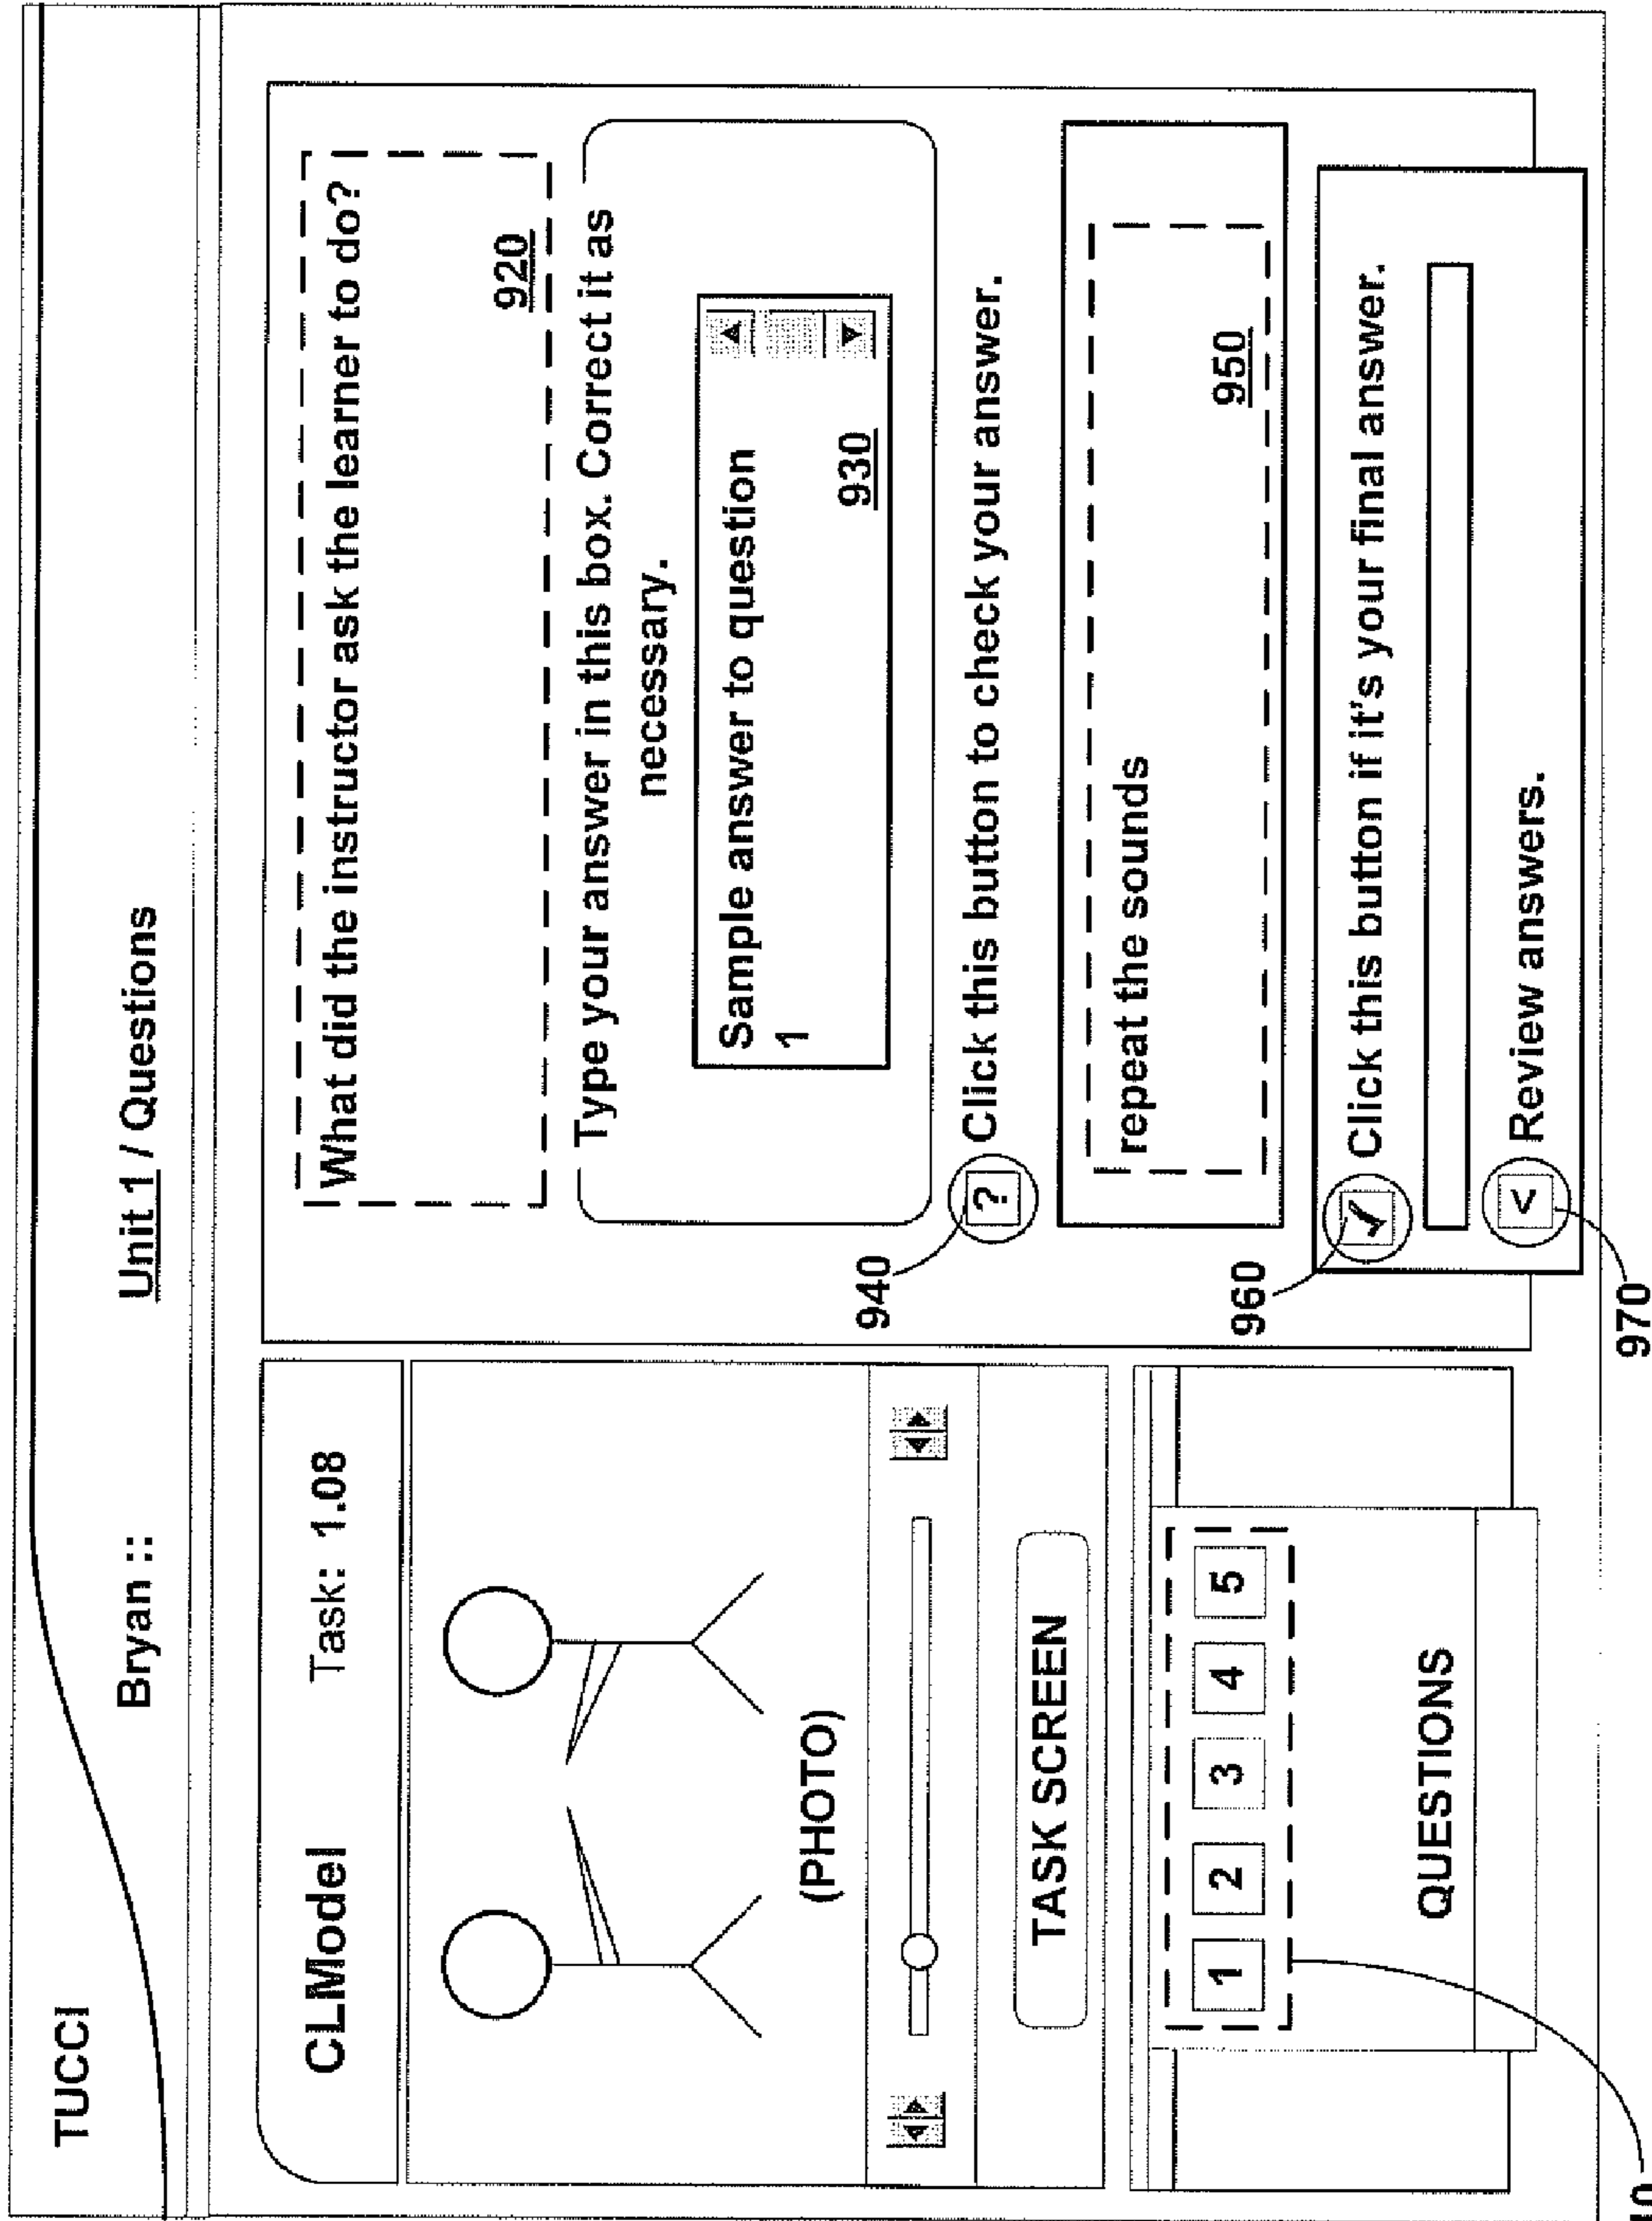 TUCCI
Bryan ::
Unit 1 / Questions
CLModel
Task: 1.08
(PHOTO)
TASK SCREEN
1 2 3 4 5
QUESTIONS
What did the instructor ask the learner to do?
920
Type your answer in this box. Correct it as
necessary.
Sample answer to question
1
930
940
? Click this button to check your answer.
repeat the sounds
950
960
✓ Click this button if it's your final answer.
< Review answers.
970